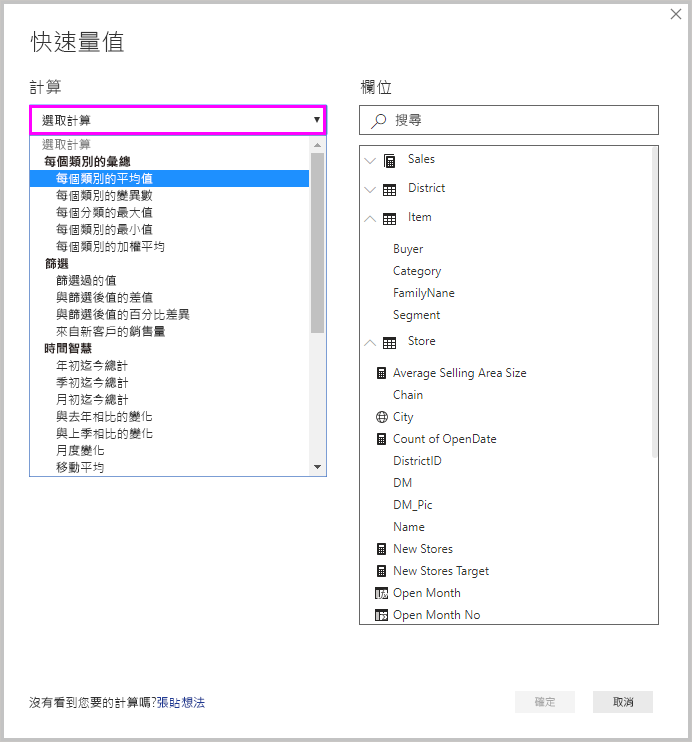 快速量值
計算
選取計算
選取計算
每個類別的彙總
每個類別的平均值
每個類別的變異數
每個分類的最大值
每個類別的最小值
每個類別的加權平均
篩選
篩選過的值
與篩選後值的差值
與篩選後值的百分比差異
來自新客戶的銷售量
時間智慧
年初迄今總計
季初迄今總計
月初迄今總計
與去年相比的變化
與上季相比的變化
月度變化
移動平均
欄位
搜尋
Sales
District
Item
Buyer
Category
FamilyNane
Segment
Store
Average Selling Area Size
Chain
City
Count of OpenDate
DistrictID
DM
DM_Pic
Name
New Stores
New Stores Target
Open Month
Open Month No
沒有看到您要的計算嗎?張貼想法
確定
取消